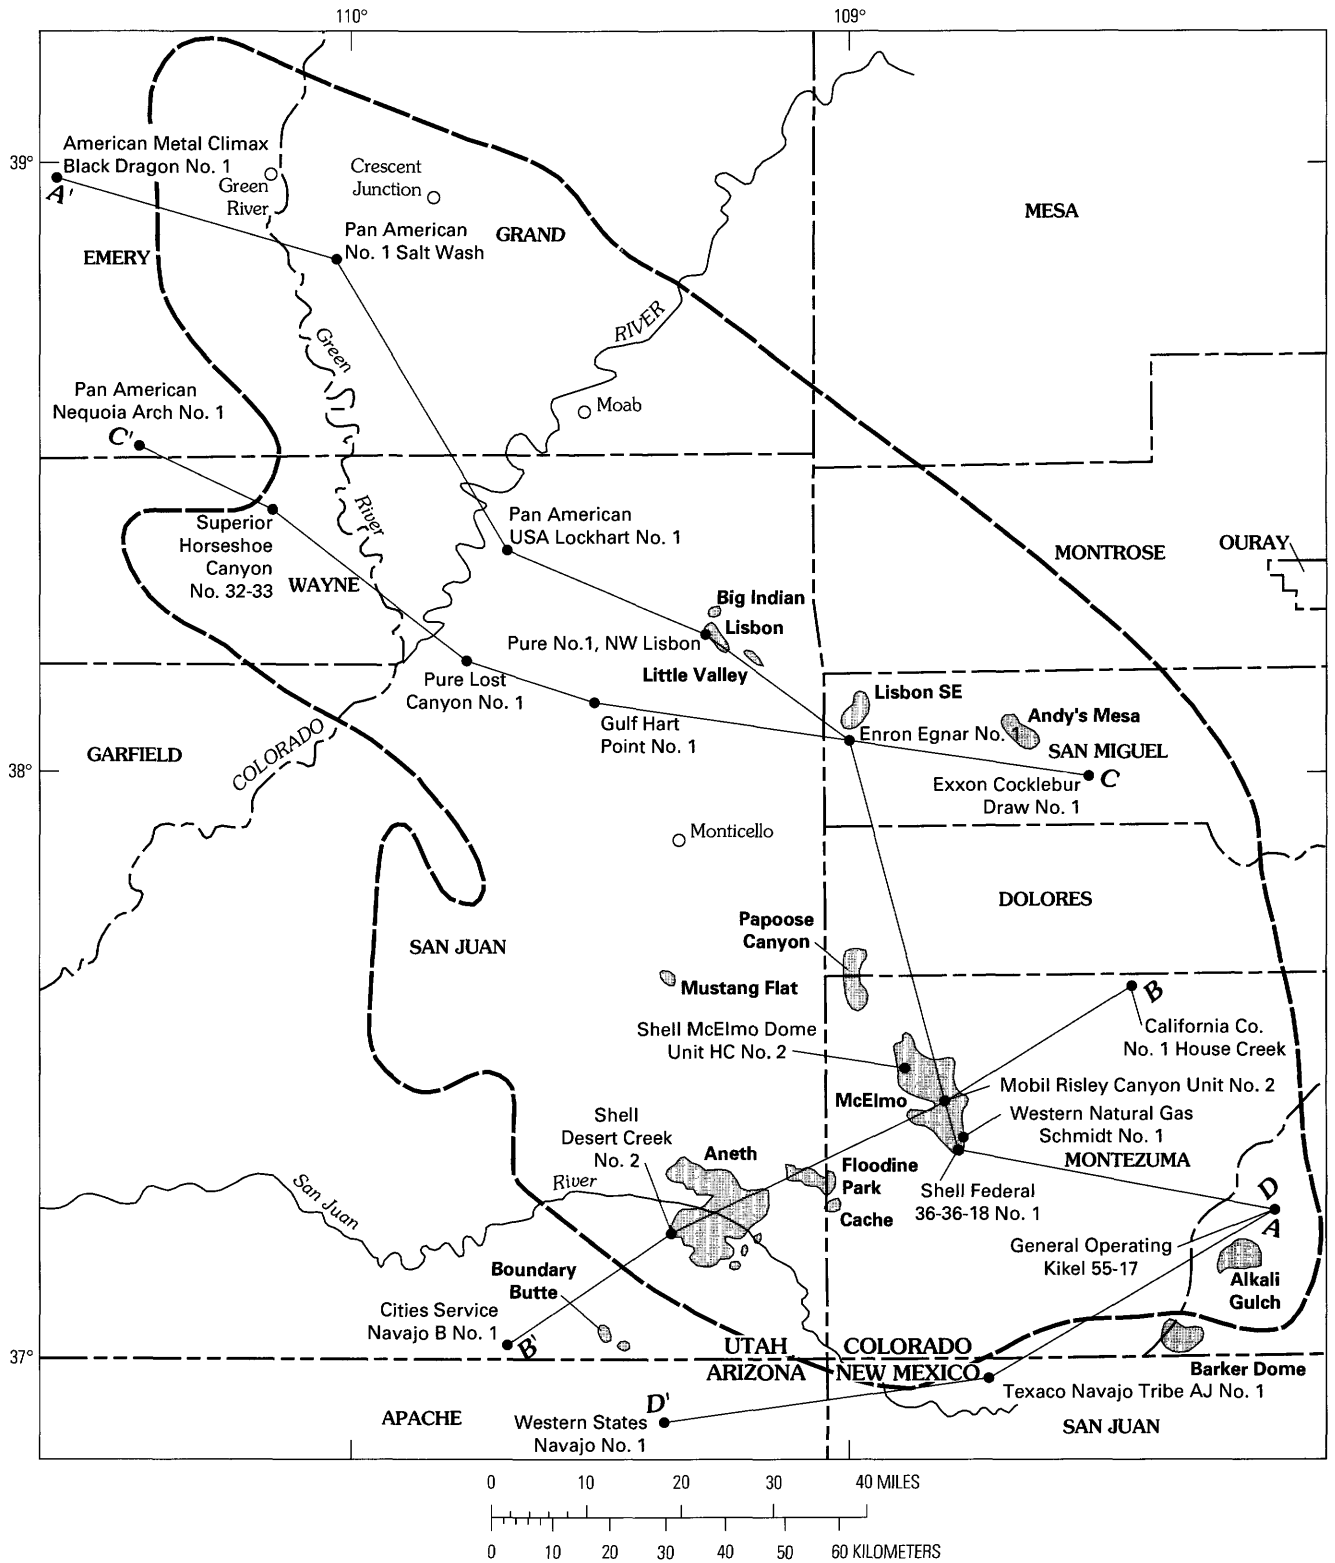 110°
109°
American Metal Climax
Black Dragon No. 1
39°
A'
Green
River
Crescent
Junction
MESA
Pan American
No. 1 Salt Wash
GRAND
EMERY
RIVER
Green
Pan American
Nequoia Arch No. 1
C'
Moab
River
Superior
Horseshoe
Canyon
No. 32-33
Pan American
USA Lockhart No. 1
MONTROSE
OURAY
WAYNE
Big Indian
Lisbon
Pure No.1, NW Lisbon
Little Valley
Pure Lost
Canyon No. 1
Lisbon SE
Gulf Hart
Point No. 1
Andy's Mesa
Enron Egnar No. 1
SAN MIGUEL
COLORADO
GARFIELD
38°
Exxon Cocklebur
Draw No. 1
C
Monticello
DOLORES
Papoose
Canyon
SAN JUAN
Mustang Flat
B
California Co.
No. 1 House Creek
Shell McElmo Dome
Unit HC No. 2
Mobil Risley Canyon Unit No. 2
McElmo
Western Natural Gas
Schmidt No. 1
MONTEZUMA
Shell
Desert Creek
No. 2
Aneth
Floodine
Park
Cache
Shell Federal
36-36-18 No. 1
River
San Juan
D
A
General Operating
Kikel 55-17
Alkali
Gulch
Boundary
Butte
Cities Service
Navajo B No. 1
B'
37°
UTAH
COLORADO
ARIZONA
NEW MEXICO
Barker Dome
Texaco Navajo Tribe AJ No. 1
D'
APACHE
Western States
Navajo No. 1
SAN JUAN
0 10 20 30 40 MILES
0 10 20 30 40 50 60 KILOMETERS